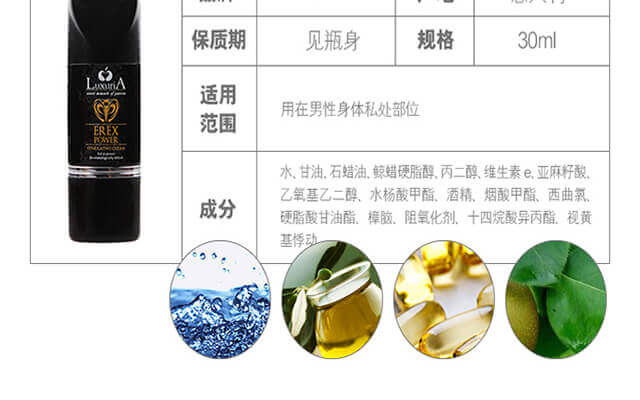 保质期
见瓶身
规格
30ml
适用
范围
用在男性身体私处部位
成分
水、甘油、石蜡油、鲸蜡硬脂醇、丙二醇、维生素 e、亚麻籽酸、
乙氧基乙二醇、水杨酸甲酯、酒精、烟酸甲酯、西曲氯、
硬脂酸甘油酯、樟脑、阻氧化剂、十四烷酸异丙酯、视黄
基悸动
LuxuriA
EREX
POWER